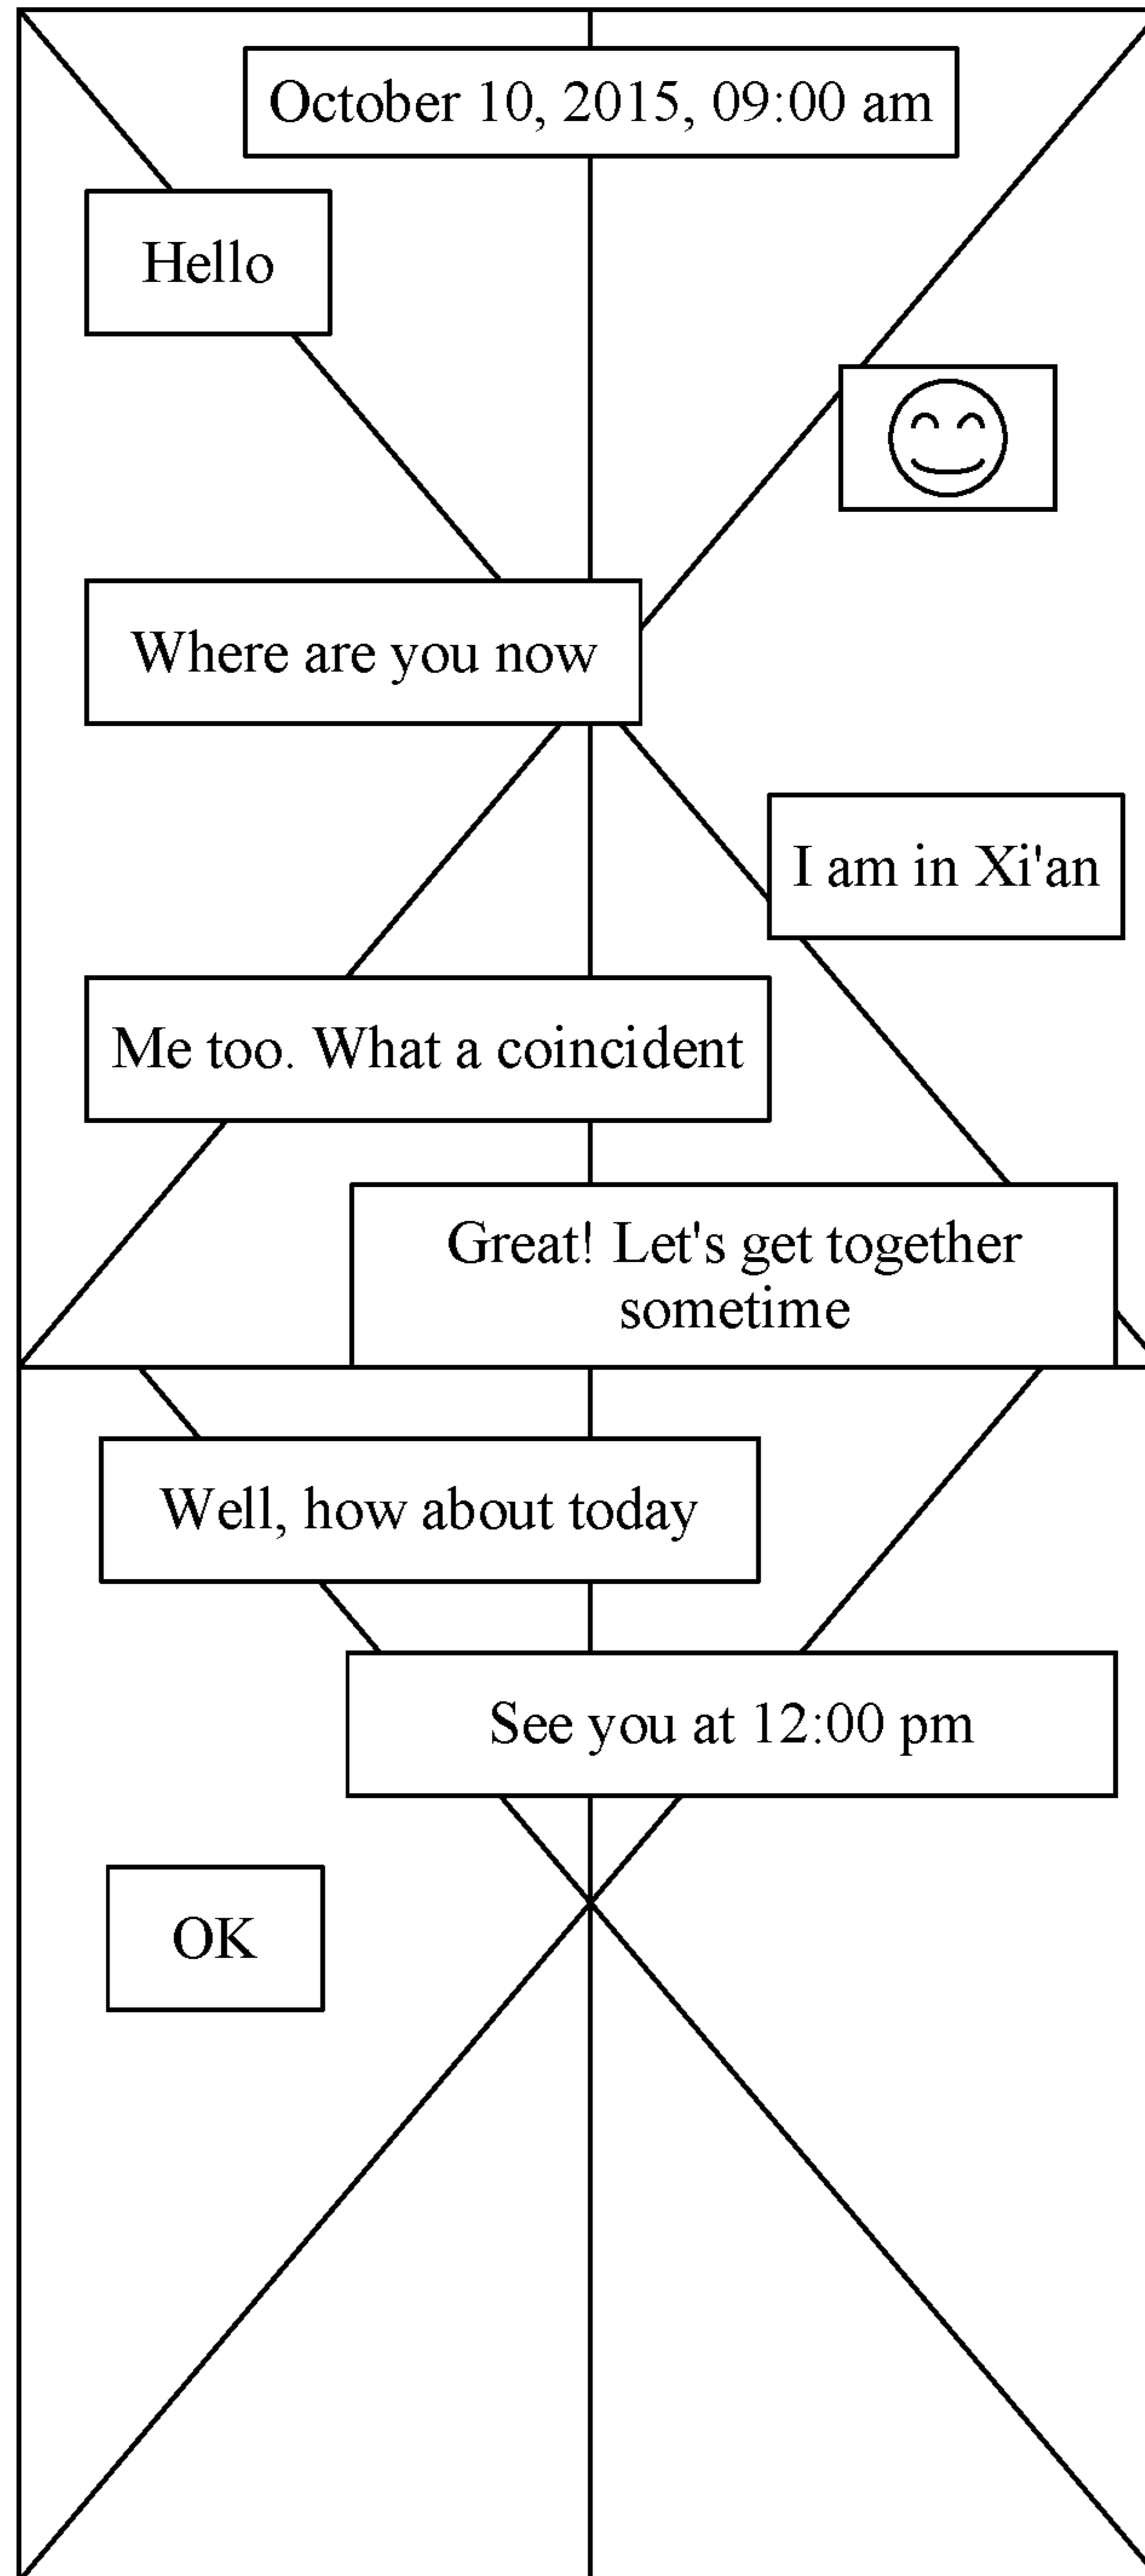 October 10, 2015, 09:00 am
Hello
Where are you now
I am in Xi'an
Me too. What a coincident
Great! Let's get together
sometime
Well, how about today
See you at 12:00 pm
OK